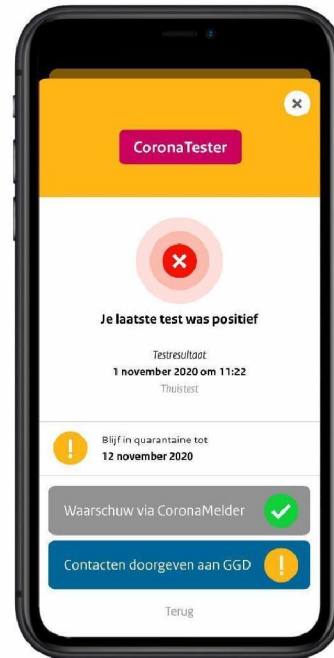 CoronaTester
Je laatste test was positief
Testresultaat
1 november 2020 om 11:22
Thuistest
Blijf in quarantaine tot
12 november 2020
Waarschuw via CoronaMelder
Contacten doorgeven aan GGD
Terug